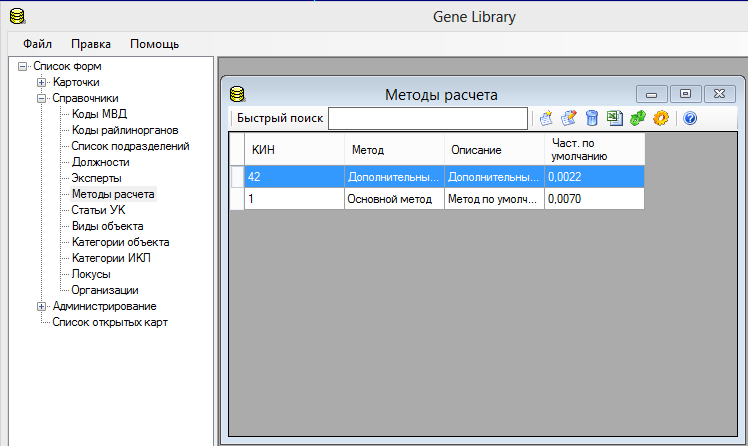 Gene Library
Файл Правка Помощь
Список форм
Карточки
Справочники
Коды МВД
Коды райлинорганов
Список подразделений
Должности
Эксперты
Методы расчета
Статьи УК
Виды объекта
Категории объекта
Категории ИКЛ
Локусы
Организации
Администрирование
Список открытых карт
Методы расчета
Быстрый поиск
КИН Метод Описание Част. по
умолчанию
42 Дополнительны... Дополнительны... 0,0022
1 Основной метод Метод по умолч... 0,0070